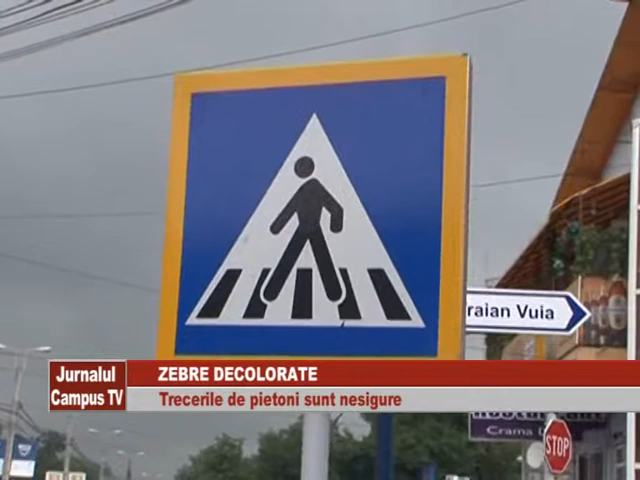 raian Vuia
Jurnalul
Campus TV
ZEBRE DECOLORATE
Trecerile de pietoni sunt nesigure
Crama
STOP